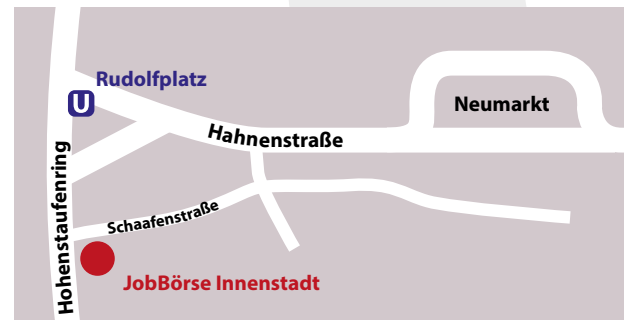 Rudolfplatz
U
Neumarkt
Hahnenstraße
Hohenstaufenring
Schaafenstraße
JobBörse Innenstadt